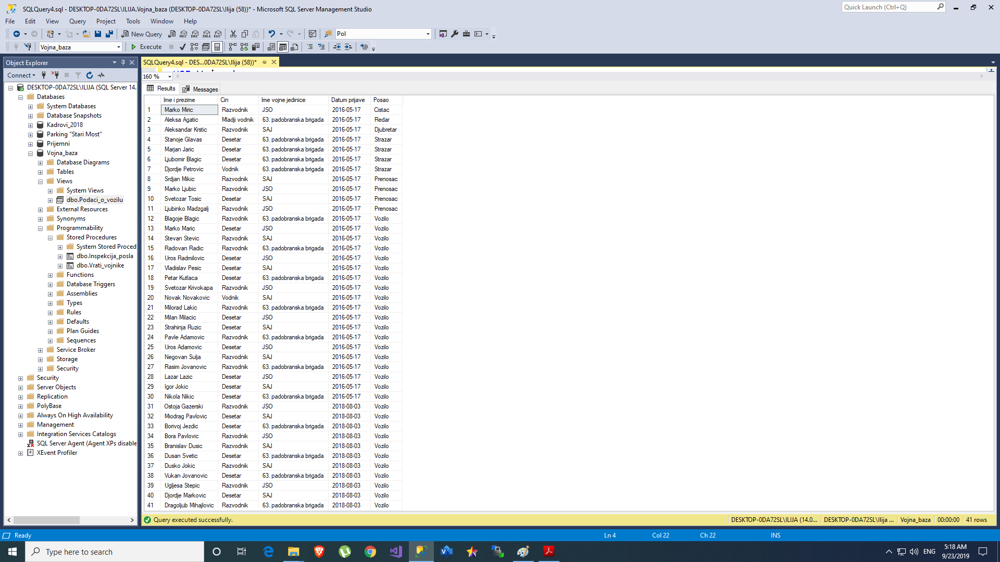 SQLQuery4.sql - DESKTOP-0DA72SL\ILIJA.Vojna_baza (DESKTOP-0DA72SL\Ilija (58))* - Microsoft SQL Server Management Studio
Quick Launch (Ctrl+Q)
File Edit View Query Project Tools Window Help
New Query MDX DMX XMLA DAX Pol
Vojna_baza Execute
Object Explorer
Connect
DESKTOP-0DA72SL\ILIJA (SQL Server 14.
Databases
System Databases
Database Snapshots
Kadrovi_2018
Parking "Stari Most"
Prijemni
Vojna_baza
Database Diagrams
Tables
Views
System Views
dbo.Podaci_o_vozilu
External Resources
Synonyms
Programmability
Stored Procedures
System Stored Proced
dbo.Inspekcija_posla
dbo.Vrati_vojnike
Functions
Database Triggers
Assemblies
Types
Rules
Defaults
Plan Guides
Sequences
Service Broker
Storage
Security
Security
Server Objects
Replication
PolyBase
Always On High Availability
Management
Integration Services Catalogs
SQL Server Agent (Agent XPs disable
XEvent Profiler
SQLQuery4.sql - DES...0DA72SL\Ilija (58))*
160 %
Results Messages
Ime i prezime Cin Ime vojne jedinice Datum prijave Posao
1 Marko Miric Razvodnik JSO 2016-05-17 Cistac
2 Aleksa Agatic Mladji vodnik 63. padobranska brigada 2016-05-17 Redar
3 Aleksandar Krstic Razvodnik SAJ 2016-05-17 Djubretar
4 Stanoje Glavas Desetar 63. padobranska brigada 2016-05-17 Strazar
5 Marjan Jaric Desetar 63. padobranska brigada 2016-05-17 Strazar
6 Ljubomir Blagic Desetar 63. padobranska brigada 2016-05-17 Strazar
7 Djordje Petrovic Vodnik 63. padobranska brigada 2016-05-17 Strazar
8 Srdjan Mikic Razvodnik SAJ 2016-05-17 Prenosac
9 Marko Ljubic Razvodnik JSO 2016-05-17 Prenosac
10 Svetozar Tosic Desetar SAJ 2016-05-17 Prenosac
11 Ljubinko Madzgalj Razvodnik JSO 2016-05-17 Prenosac
12 Blagoje Blagic Razvodnik 63. padobranska brigada 2016-05-17 Vozilo
13 Marko Maric Desetar JSO 2016-05-17 Vozilo
14 Stevan Stevic Razvodnik SAJ 2016-05-17 Vozilo
15 Radovan Radic Razvodnik 63. padobranska brigada 2016-05-17 Vozilo
16 Uros Radmilovic Desetar JSO 2016-05-17 Vozilo
17 Vladislav Pesic Desetar SAJ 2016-05-17 Vozilo
18 Petar Kutlaca Desetar 63. padobranska brigada 2016-05-17 Vozilo
19 Svetozar Krivokapa Razvodnik JSO 2016-05-17 Vozilo
20 Novak Novakovic Vodnik SAJ 2016-05-17 Vozilo
21 Milorad Lakic Razvodnik 63. padobranska brigada 2016-05-17 Vozilo
22 Milan Milacic Desetar JSO 2016-05-17 Vozilo
23 Strahinja Ruzic Desetar SAJ 2016-05-17 Vozilo
24 Pavle Adamovic Razvodnik 63. padobranska brigada 2016-05-17 Vozilo
25 Uros Adamovic Desetar JSO 2016-05-17 Vozilo
26 Negovan Sulja Razvodnik SAJ 2016-05-17 Vozilo
27 Rasim Jovanovic Razvodnik 63. padobranska brigada 2016-05-17 Vozilo
28 Lazar Lazic Desetar JSO 2016-05-17 Vozilo
29 Igor Jokic Desetar SAJ 2016-05-17 Vozilo
30 Nikola Nikic Desetar 63. padobranska brigada 2016-05-17 Vozilo
31 Ostoja Gazerski Razvodnik JSO 2018-08-03 Vozilo
32 Miodrag Pavlovic Desetar SAJ 2018-08-03 Vozilo
33 Borivoj Jezdic Desetar 63. padobranska brigada 2018-08-03 Vozilo
34 Bora Pavlovic Razvodnik JSO 2018-08-03 Vozilo
35 Branislav Dusic Razvodnik SAJ 2018-08-03 Vozilo
36 Dusan Svetic Desetar 63. padobranska brigada 2018-08-03 Vozilo
37 Dusko Jokic Razvodnik SAJ 2018-08-03 Vozilo
38 Vukan Jovanovic Desetar 63. padobranska brigada 2018-08-03 Vozilo
39 Ugljesa Stepic Razvodnik JSO 2018-08-03 Vozilo
40 Djordje Markovic Desetar SAJ 2018-08-03 Vozilo
41 Dragoljub Mihajlovic Razvodnik 63. padobranska brigada 2018-08-03 Vozilo
Query executed successfully. DESKTOP-0DA72SL\ILIJA (14.0... DESKTOP-0DA72SL\Ilija ... Vojna_baza 00:00:00 41 rows
Ready Ln 4 Col 22 Ch 22 INS
Type here to search
ENG
5:18 AM
9/23/2019